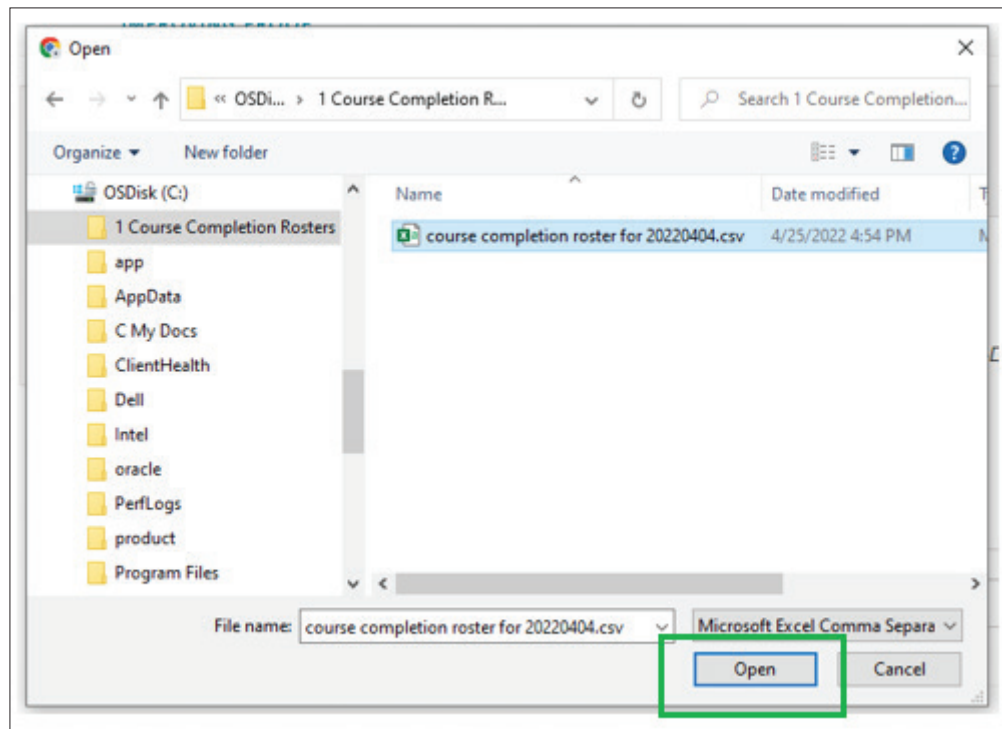 Open
« OSDi... › 1 Course Completion R...
Search 1 Course Completion...
Organize
New folder
OSDisk (C:)
1 Course Completion Rosters
app
AppData
C My Docs
ClientHealth
Dell
Intel
oracle
PerfLogs
product
Program Files
Name
Date modified
course completion roster for 20220404.csv
4/25/2022 4:54 PM
File name:
course completion roster for 20220404.csv
Microsoft Excel Comma Separa
Open
Cancel